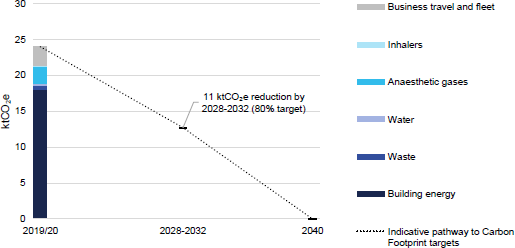 30
25
20
15
10
5
0
ktCO₂e
11 ktCO₂e reduction by
2028-2032 (80% target)
2019/20
2028-2032
2040
Business travel and fleet
Inhalers
Anaesthetic gases
Water
Waste
Building energy
Indicative pathway to Carbon
Footprint targets